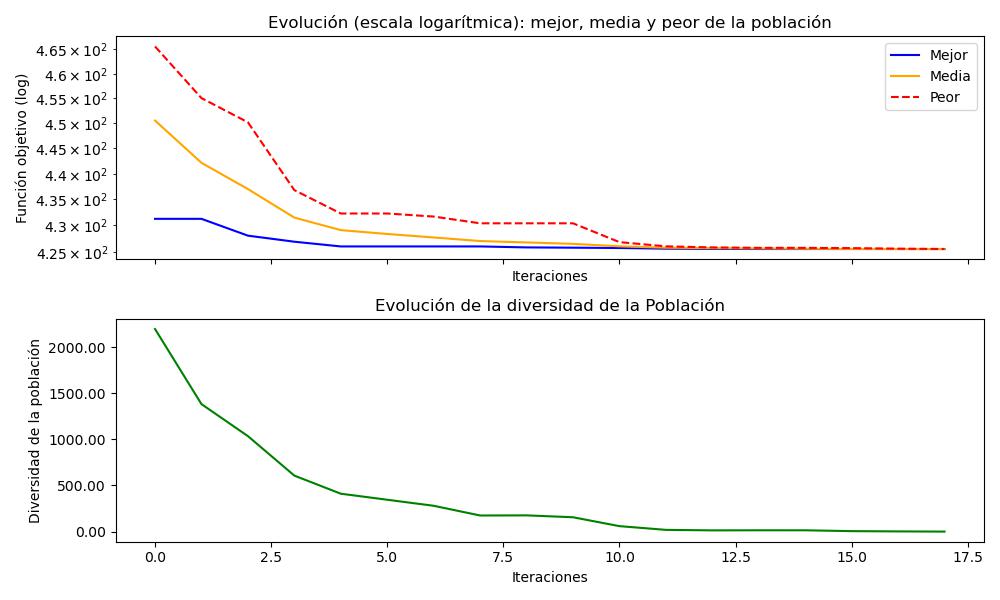 Evolución (escala logarítmica): mejor, media y peor de la población
4.65 × 10²
4.6 × 10²
4.55 × 10²
4.5 × 10²
4.45 × 10²
4.4 × 10²
4.35 × 10²
4.3 × 10²
4.25 × 10²
Función objetivo (log)
Mejor
Media
Peor
Iteraciones
Evolución de la diversidad de la Población
2000.00
1500.00
1000.00
500.00
0.00
Diversidad de la población
0.0 2.5 5.0 7.5 10.0 12.5 15.0 17.5
Iteraciones